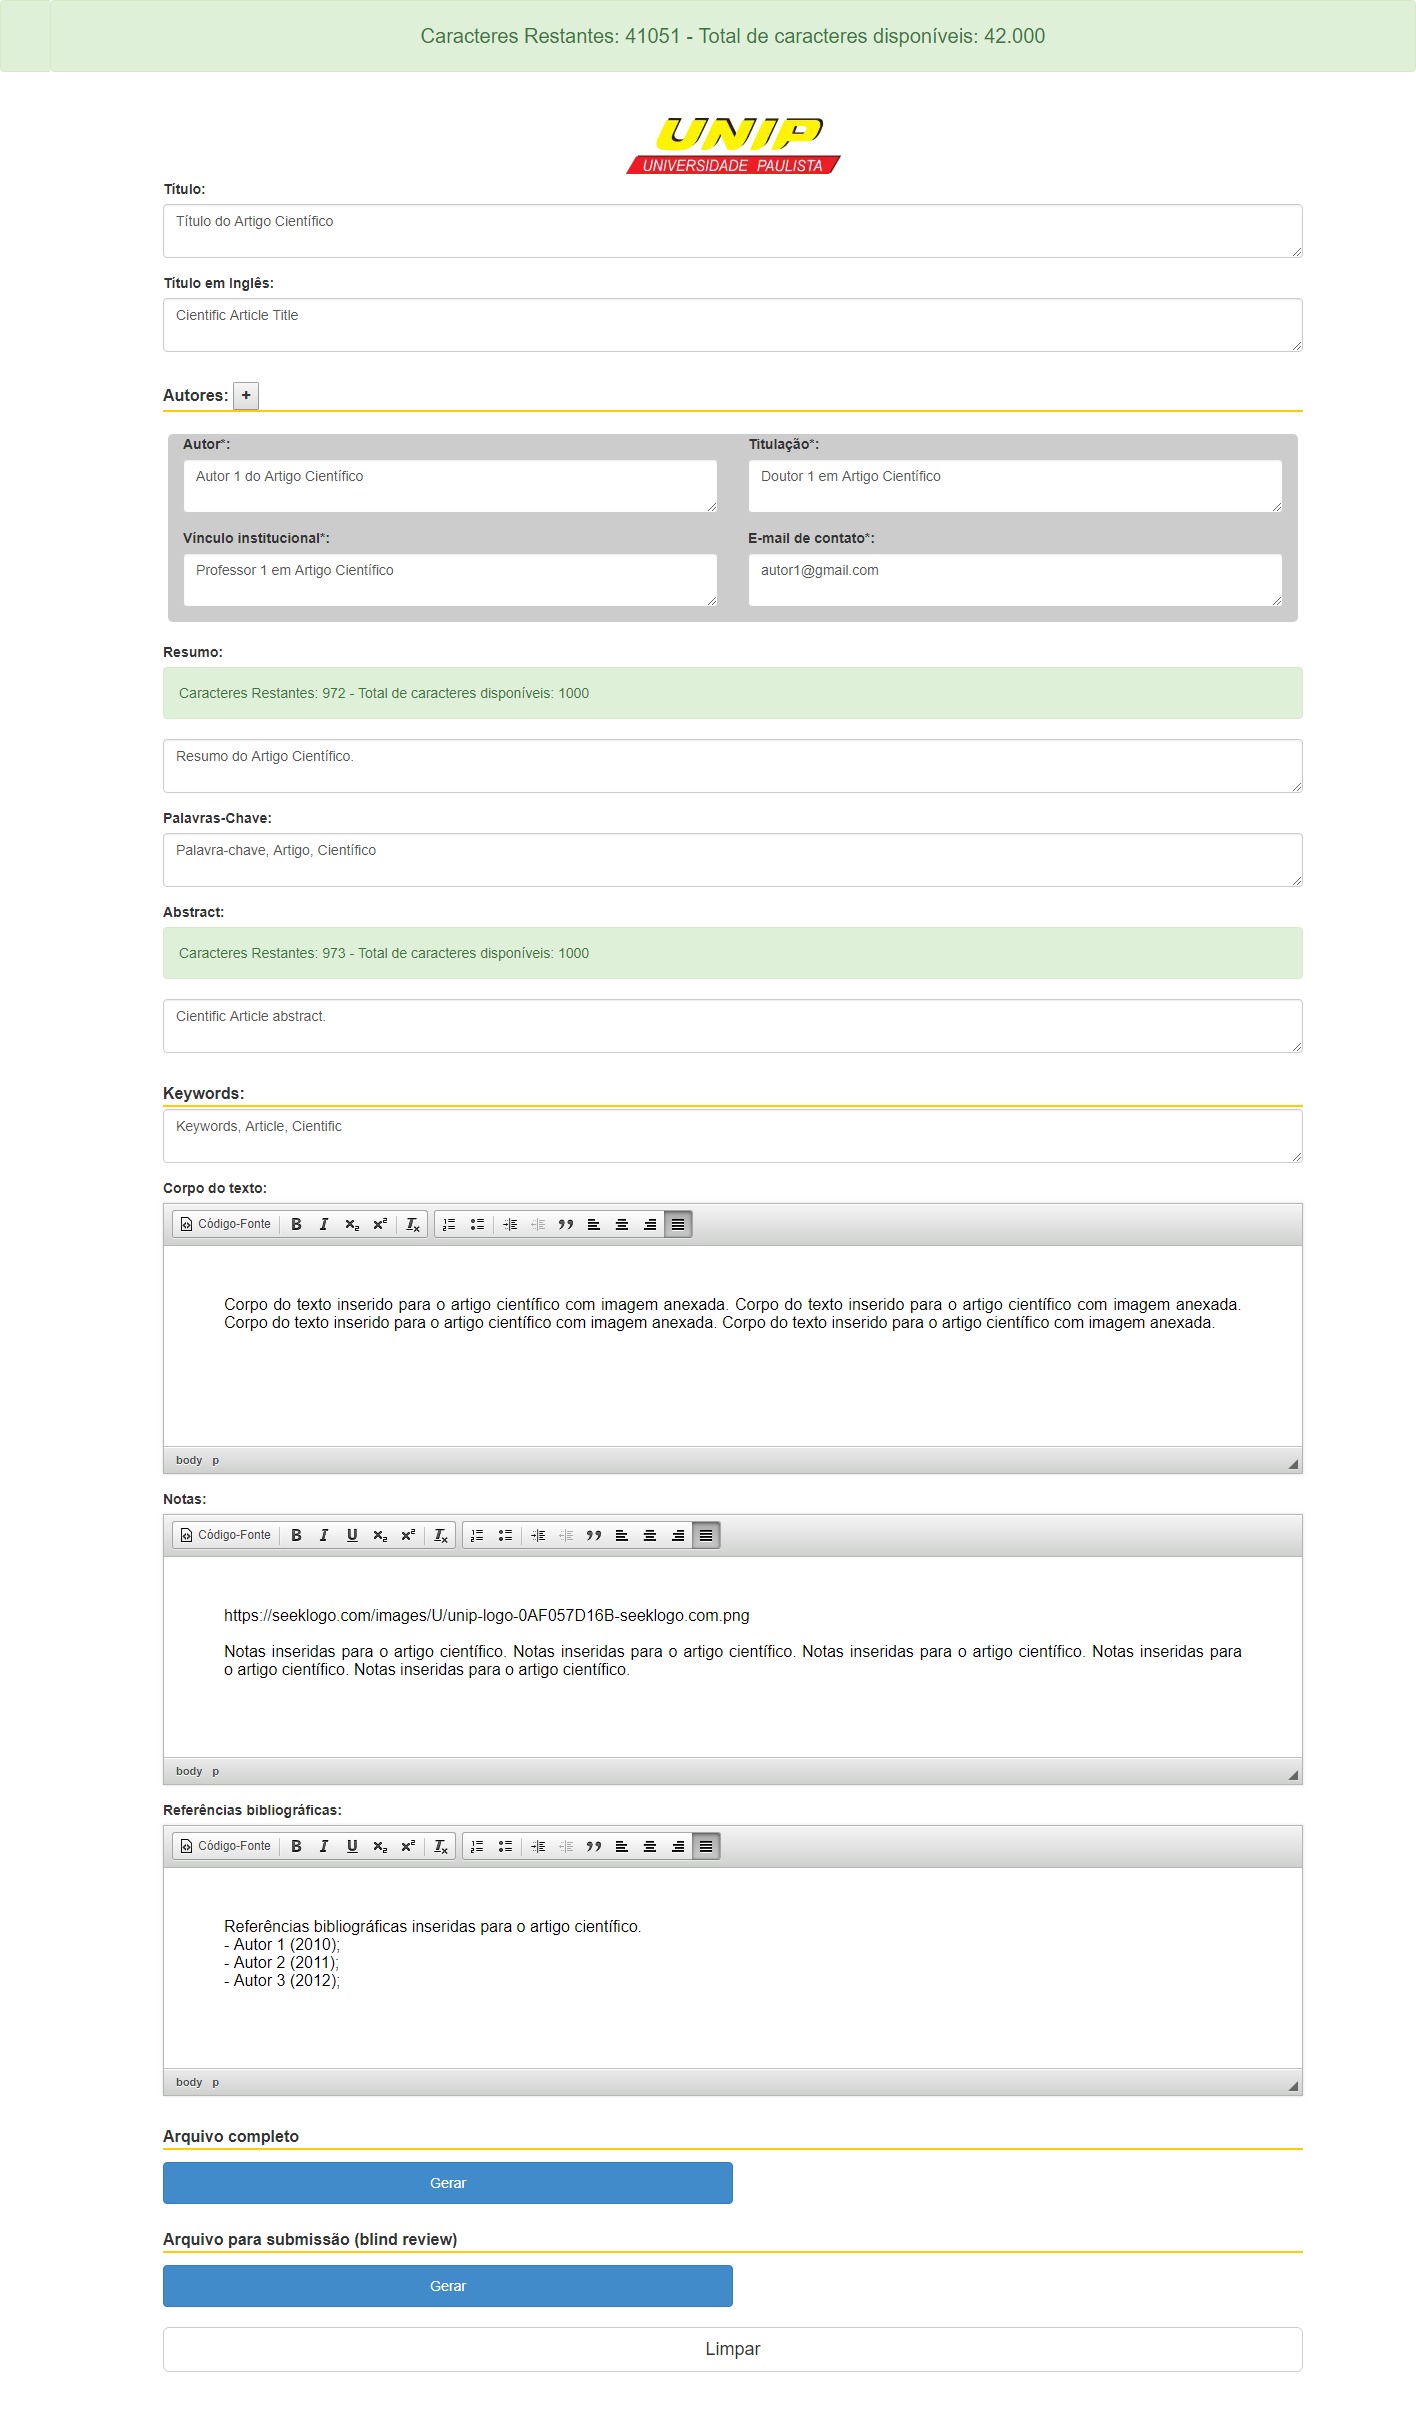 Caracteres Restantes: 41051 - Total de caracteres disponíveis: 42.000
UNIP
UNIVERSIDADE PAULISTA
Título:
Título do Artigo Científico
Título em Inglês:
Cientific Article Title
Autores: +
Autor*:
Titulação*:
Autor 1 do Artigo Científico
Doutor 1 em Artigo Científico
Vínculo institucional*:
E-mail de contato*:
Professor 1 em Artigo Científico
autor1@gmail.com
Resumo:
Caracteres Restantes: 972 - Total de caracteres disponíveis: 1000
Resumo do Artigo Científico.
Palavras-Chave:
Palavra-chave, Artigo, Científico
Abstract:
Caracteres Restantes: 973 - Total de caracteres disponíveis: 1000
Cientific Article abstract.
Keywords:
Keywords, Article, Cientific
Corpo do texto:
Código-Fonte B I x₂ x² Tx
Corpo do texto inserido para o artigo científico com imagem anexada. Corpo do texto inserido para o artigo científico com imagem anexada.
Corpo do texto inserido para o artigo científico com imagem anexada. Corpo do texto inserido para o artigo científico com imagem anexada.
body p
Notas:
Código-Fonte B I U x₂ x² Tx
https://seeklogo.com/images/U/unip-logo-0AF057D16B-seeklogo.com.png
Notas inseridas para o artigo científico. Notas inseridas para o artigo científico. Notas inseridas para o artigo científico. Notas inseridas para
o artigo científico. Notas inseridas para o artigo científico.
body p
Referências bibliográficas:
Código-Fonte B I U x₂ x² Tx
Referências bibliográficas inseridas para o artigo científico.
- Autor 1 (2010);
- Autor 2 (2011);
- Autor 3 (2012);
body p
Arquivo completo
Gerar
Arquivo para submissão (blind review)
Gerar
Limpar